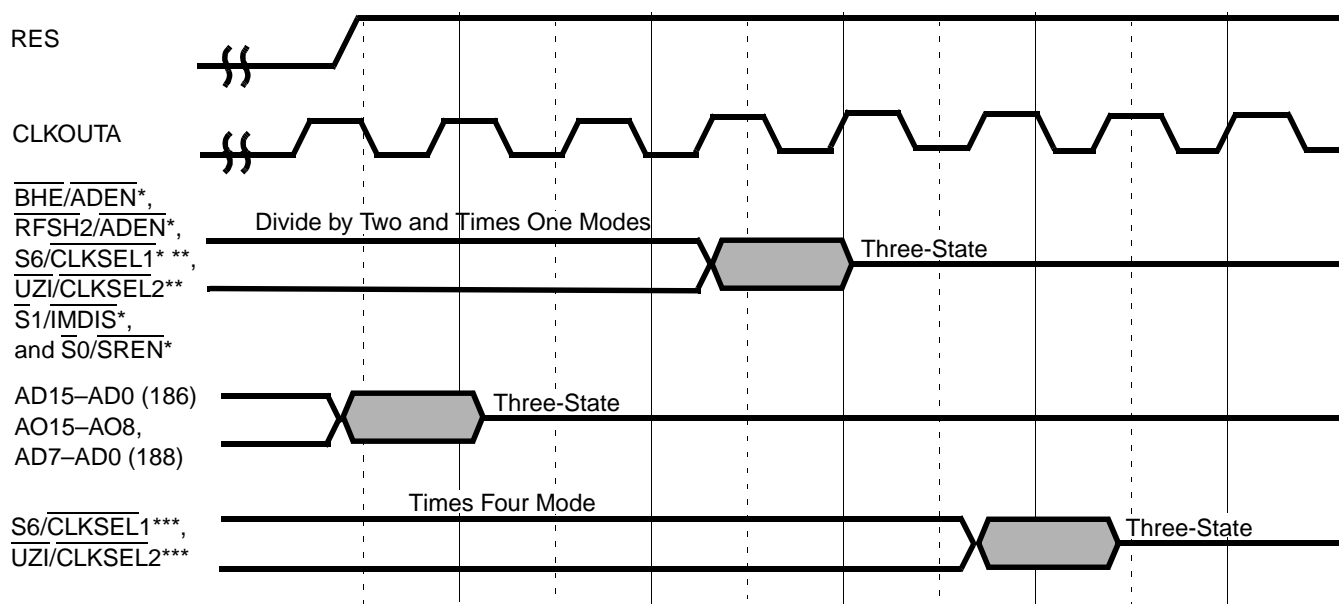 RES
CLKOUTA
BHE/ADEN*,
RFSH2/ADEN*,
S6/CLKSEL1* **,
UZI/CLKSEL2**
S1/IMDIS*,
and S0/SREN*
Divide by Two and Times One Modes
Three-State
AD15–AD0 (186)
AO15–AO8,
AD7–AD0 (188)
Three-State
Times Four Mode
S6/CLKSEL1***,
UZI/CLKSEL2***
Three-State